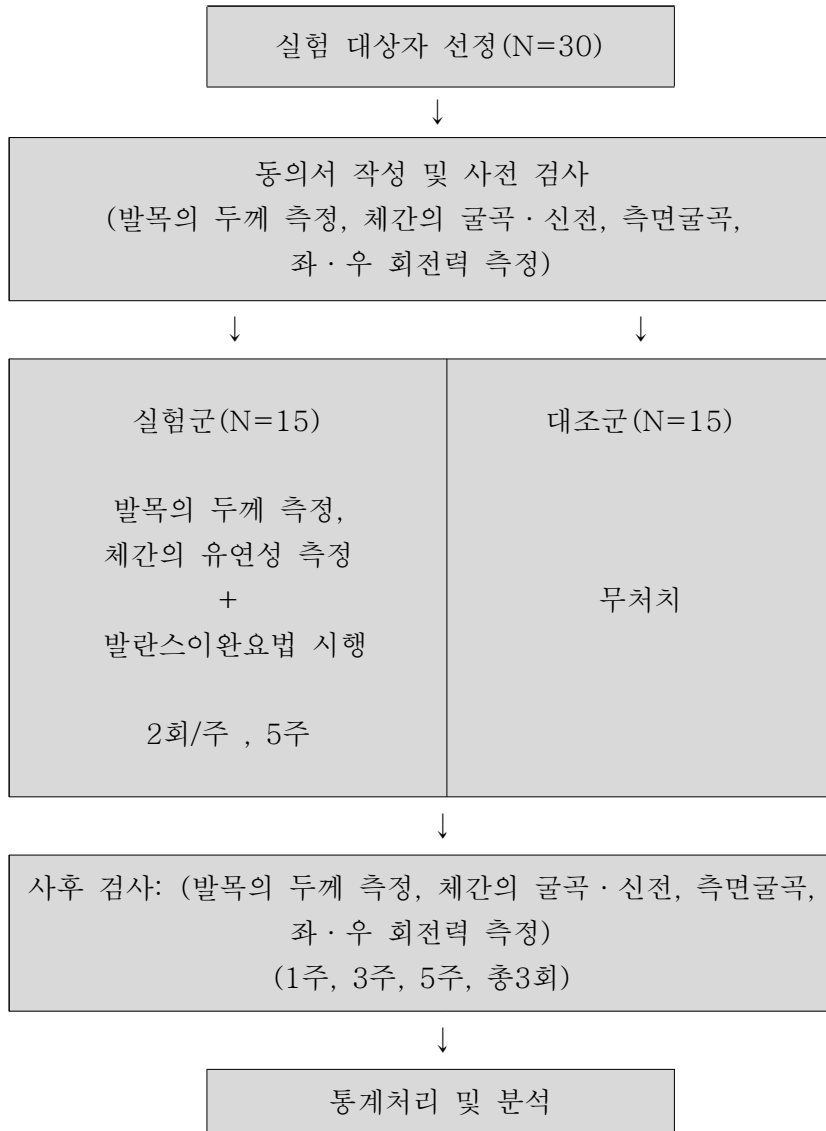 실험 대상자 선정(N=30)
↓
동의서 작성 및 사전 검사
(발목의 두께 측정, 체간의 굴곡 · 신전, 측면굴곡,
좌 · 우 회전력 측정)
↓ ↓
실험군(N=15)
발목의 두께 측정,
체간의 유연성 측정
+
발란스이완요법 시행
2회/주 , 5주
대조군(N=15)
무처치
↓
사후 검사: (발목의 두께 측정, 체간의 굴곡 · 신전, 측면굴곡,
좌 · 우 회전력 측정)
(1주, 3주, 5주, 총3회)
↓
통계처리 및 분석